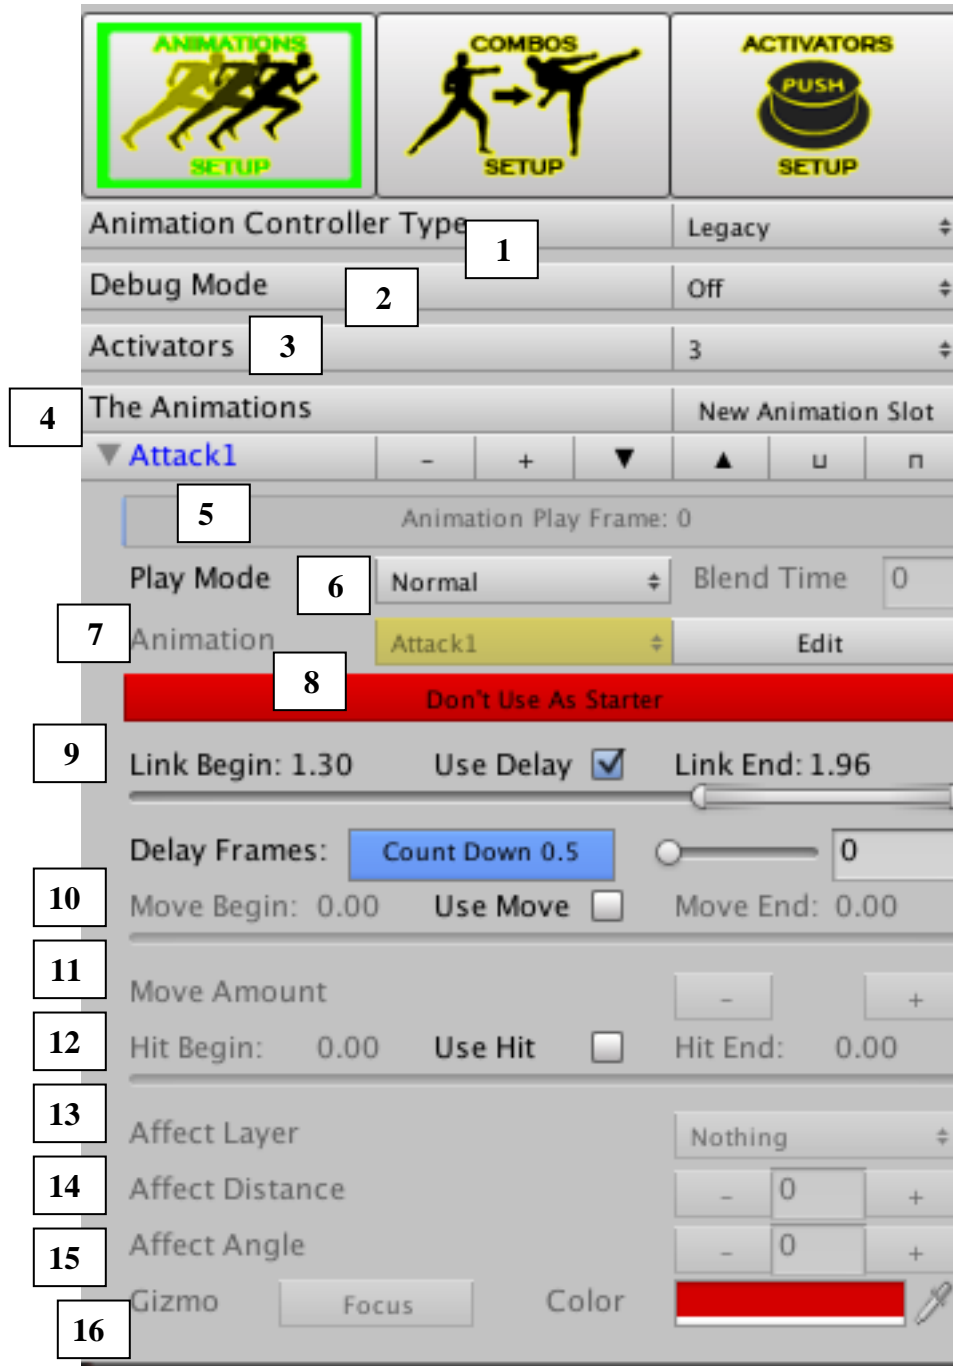 ANIMATIONS COMBOS ACTIVATORS
PUSH
SETUP SETUP SETUP
Animation Controller Type Legacy
1
Debug Mode Off
2
Activators 3 3
4 The Animations New Animation Slot
▼ Attack1 - + ▼ ▲ ⊔ ⊓
5 Animation Play Frame: 0
Play Mode 6 Normal Blend Time 0
7 Animation Attack1 Edit
8
Don't Use As Starter
9 Link Begin: 1.30 Use Delay Link End: 1.96
Delay Frames: Count Down 0.5 0
10 Move Begin: 0.00 Use Move Move End: 0.00
11 Move Amount - +
12 Hit Begin: 0.00 Use Hit Hit End: 0.00
13 Affect Layer Nothing
14 Affect Distance - 0 +
15 Affect Angle - 0 +
Gizmo Focus Color
16